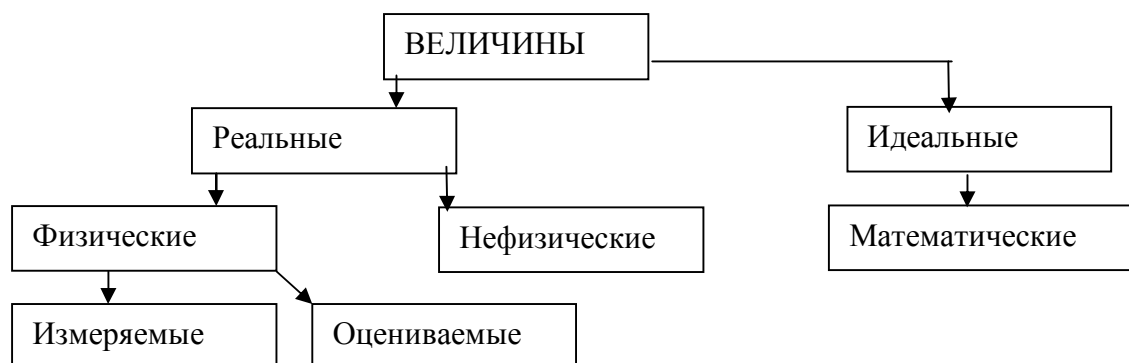 ВЕЛИЧИНЫ
Реальные
Идеальные
Физические
Нефизические
Математические
Измеряемые
Оцениваемые